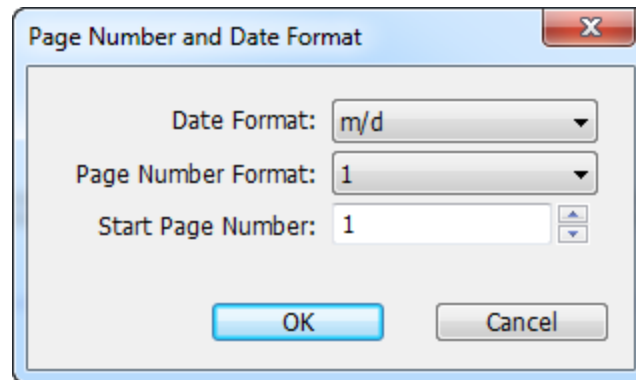 Page Number and Date Format
Date Format: m/d
Page Number Format: 1
Start Page Number: 1
OK Cancel